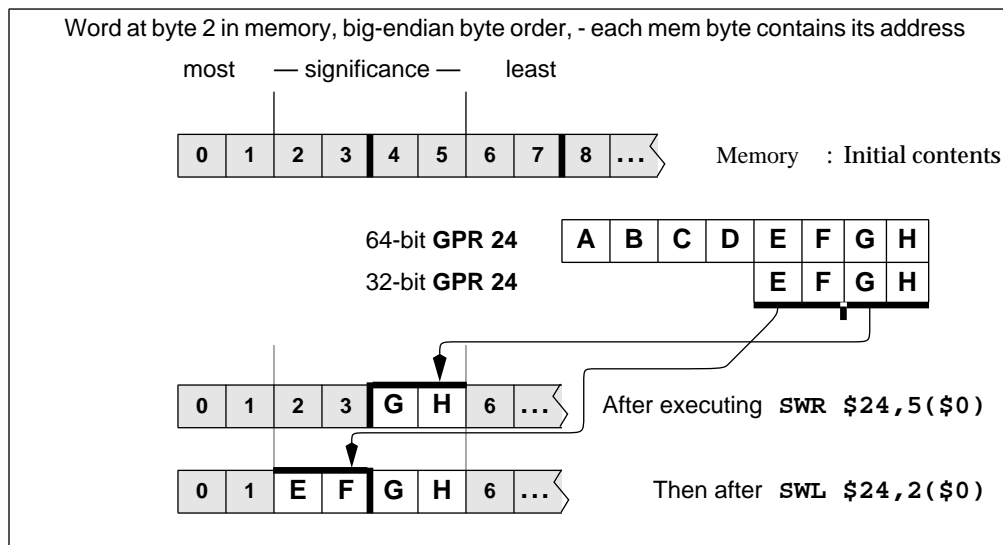 Word at byte 2 in memory, big-endian byte order, - each mem byte contains its address
most — significance — least
0 1 2 3 4 5 6 7 8 ... Memory : Initial contents
64-bit GPR 24 A B C D E F G H
32-bit GPR 24 E F G H
0 1 2 3 G H 6 ... After executing SWR $24,5($0)
0 1 E F G H 6 ... Then after SWL $24,2($0)